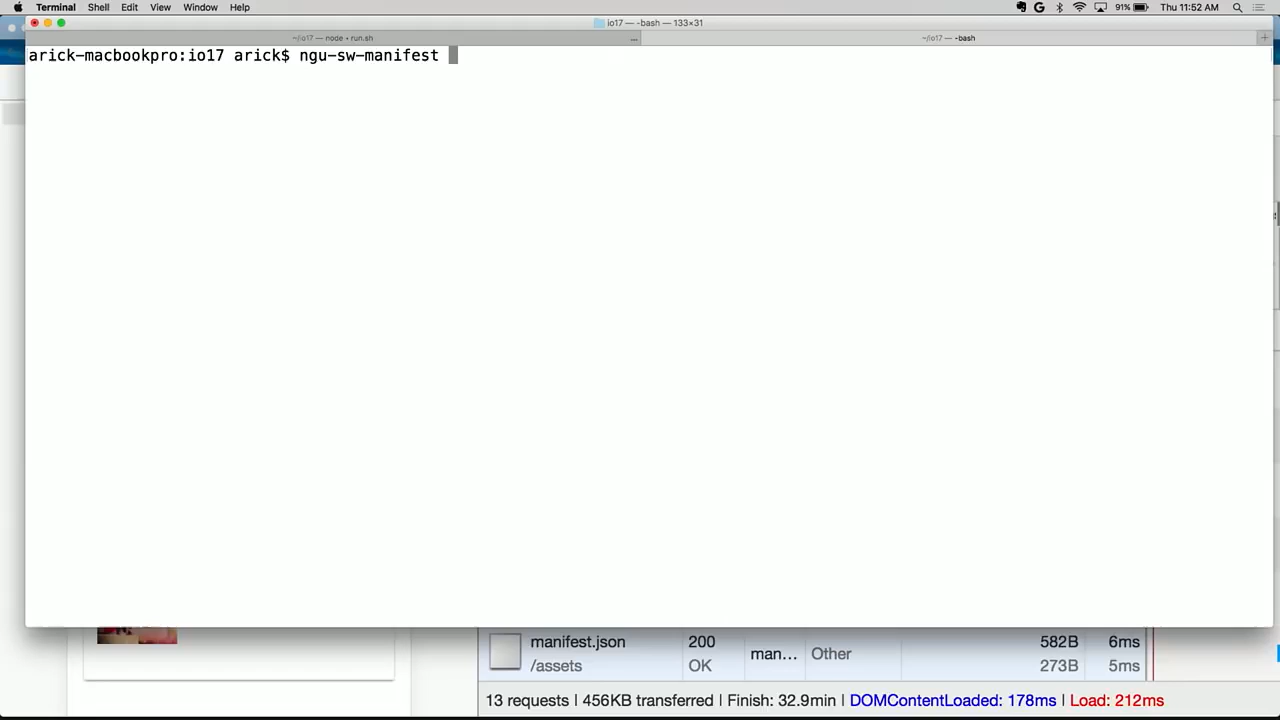 Terminal Shell Edit View Window Help 91% Thu 11:52 AM
io17 — -bash — 133×31
~/io17 — node • run.sh ... ~/io17 — -bash +
arick-macbookpro:io17 arick$ ngu-sw-manifest
manifest.json 200 man... Other 582B 6ms
/assets OK 273B 5ms
13 requests | 456KB transferred | Finish: 32.9min | DOMContentLoaded: 178ms | Load: 212ms